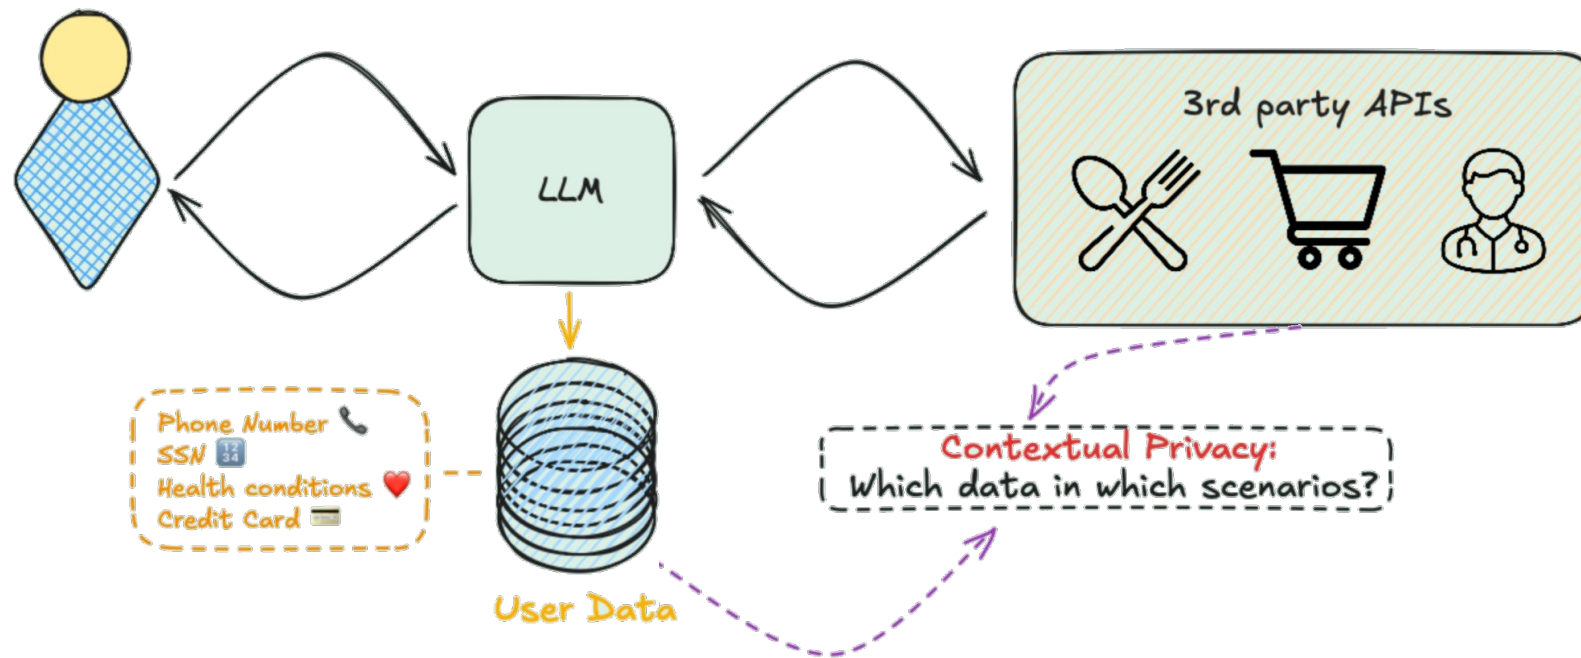 3rd party APIs
LLM
Phone Number 📞
SSN 🔢
Health conditions ❤️
Credit Card 💳
User Data
Contextual Privacy:
Which data in which scenarios?